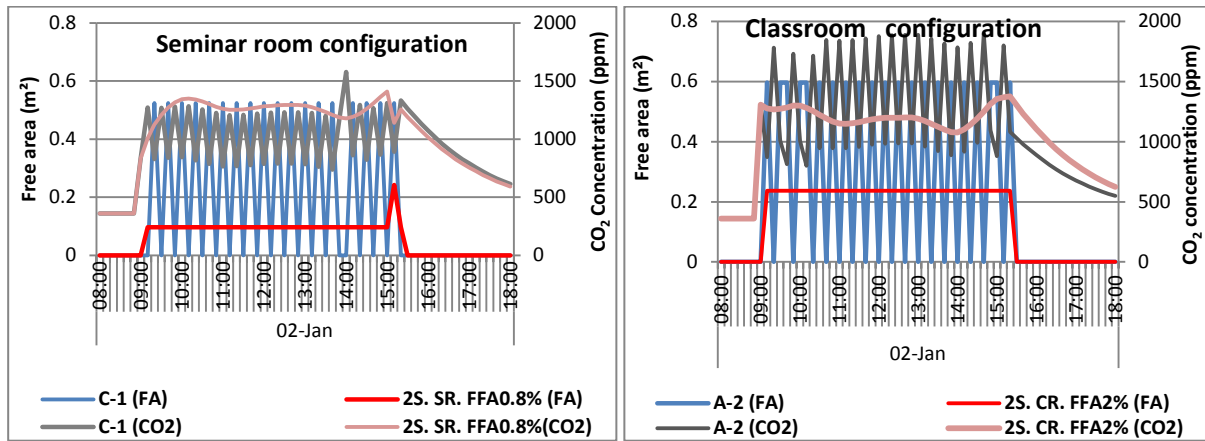 Seminar room configuration
Free area (m²)
0.8
0.6
0.4
0.2
0
2000
1500
1000
500
0
CO₂ Concentration (ppm)
08:00
09:00
10:00
11:00
12:00
13:00
14:00
15:00
16:00
17:00
18:00
02-Jan
C-1 (FA)
2S. SR. FFA0.8% (FA)
C-1 (CO2)
2S. SR. FFA0.8%(CO2)
Classroom configuration
Free area (m²)
0.8
0.6
0.4
0.2
0
2000
1500
1000
500
0
CO₂ concentration (ppm)
08:00
09:00
10:00
11:00
12:00
13:00
14:00
15:00
16:00
17:00
18:00
02-Jan
A-2 (FA)
2S. CR. FFA2% (FA)
A-2 (CO2)
2S. CR. FFA2% (CO2)